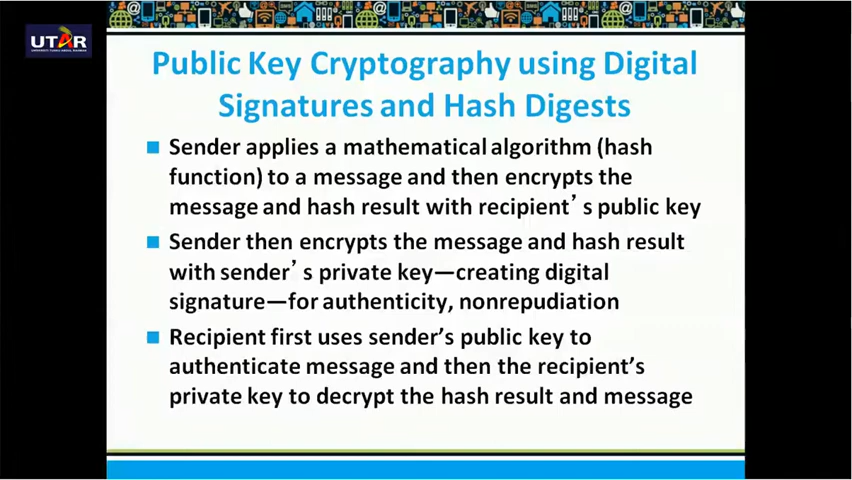 UTAR
Public Key Cryptography using Digital
Signatures and Hash Digests
Sender applies a mathematical algorithm (hash
function) to a message and then encrypts the
message and hash result with recipient’s public key
Sender then encrypts the message and hash result
with sender’s private key—creating digital
signature—for authenticity, nonrepudiation
Recipient first uses sender’s public key to
authenticate message and then the recipient’s
private key to decrypt the hash result and message